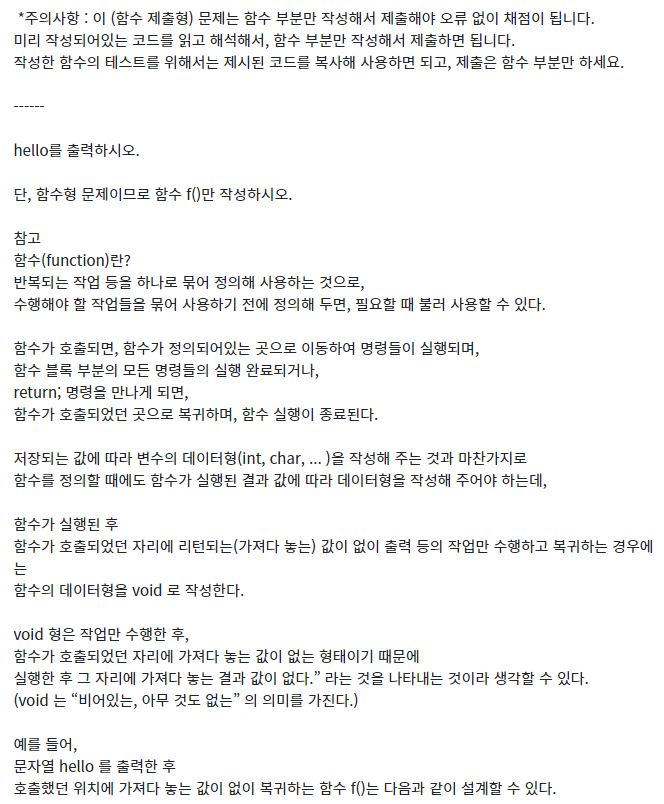 *주의사항 : 이 (함수 제출형) 문제는 함수 부분만 작성해서 제출해야 오류 없이 채점이 됩니다.
미리 작성되어있는 코드를 읽고 해석해서, 함수 부분만 작성해서 제출하면 됩니다.
작성한 함수의 테스트를 위해서는 제시된 코드를 복사해 사용하면 되고, 제출은 함수 부분만 하세요.
------
hello를 출력하시오.
단, 함수형 문제이므로 함수 f()만 작성하시오.
참고
함수(function)란?
반복되는 작업 등을 하나로 묶어 정의해 사용하는 것으로,
수행해야 할 작업들을 묶어 사용하기 전에 정의해 두면, 필요할 때 불러 사용할 수 있다.
함수가 호출되면, 함수가 정의되어있는 곳으로 이동하여 명령들이 실행되며,
함수 블록 부분의 모든 명령들의 실행 완료되거나,
return; 명령을 만나게 되면,
함수가 호출되었던 곳으로 복귀하며, 함수 실행이 종료된다.
저장되는 값에 따라 변수의 데이터형(int, char, ... )을 작성해 주는 것과 마찬가지로
함수를 정의할 때에도 함수가 실행된 결과 값에 따라 데이터형을 작성해 주어야 하는데,
함수가 실행된 후
함수가 호출되었던 자리에 리턴되는(가져다 놓는) 값이 없이 출력 등의 작업만 수행하고 복귀하는 경우에
는
함수의 데이터형을 void 로 작성한다.
void 형은 작업만 수행한 후,
함수가 호출되었던 자리에 가져다 놓는 값이 없는 형태이기 때문에
실행한 후 그 자리에 가져다 놓는 결과 값이 없다.” 라는 것을 나타내는 것이라 생각할 수 있다.
(void 는 “비어있는, 아무 것도 없는” 의 의미를 가진다.)
예를 들어,
문자열 hello 를 출력한 후
호출했던 위치에 가져다 놓는 값이 없이 복귀하는 함수 f()는 다음과 같이 설계할 수 있다.